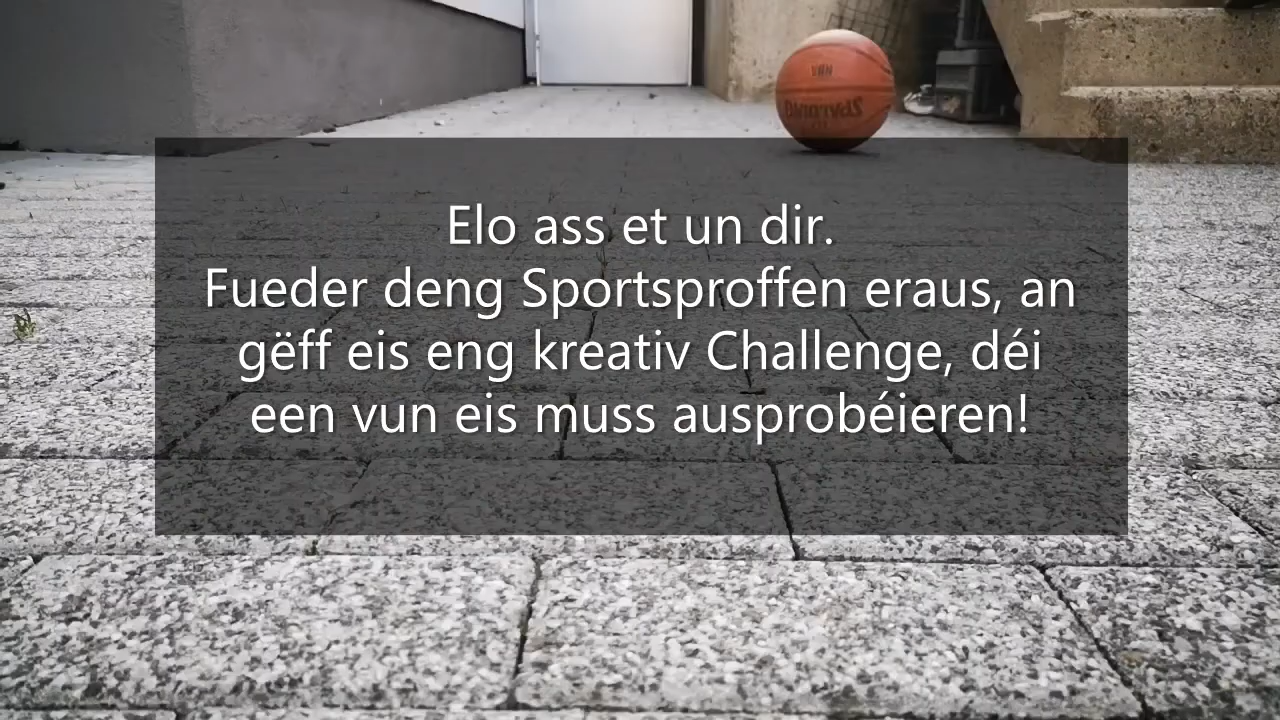 SPALDING
Elo ass et un dir.
Fueder deng Sportsproffen eraus, an
gëff eis eng kreativ Challenge, déi
een vun eis muss ausprobéieren!